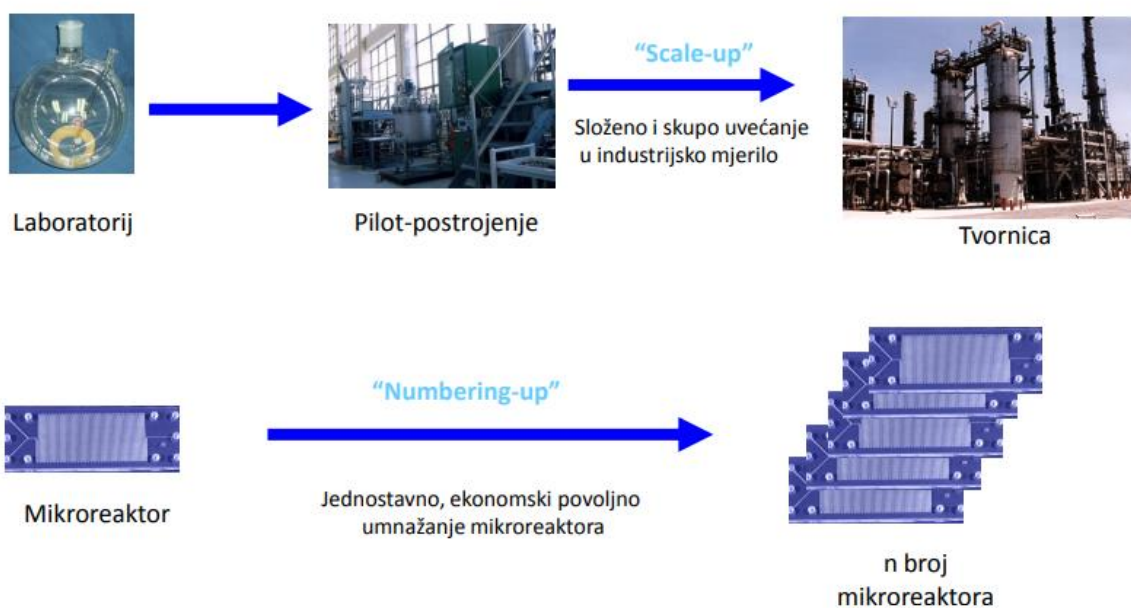 “Scale-up”
Složeno i skupo uvećanje
u industrijsko mjerilo
Laboratorij
Pilot-postrojenje
Tvornica
“Numbering-up”
Jednostavno, ekonomski povoljno
umnažanje mikroreaktora
Mikroreaktor
n broj
mikroreaktora